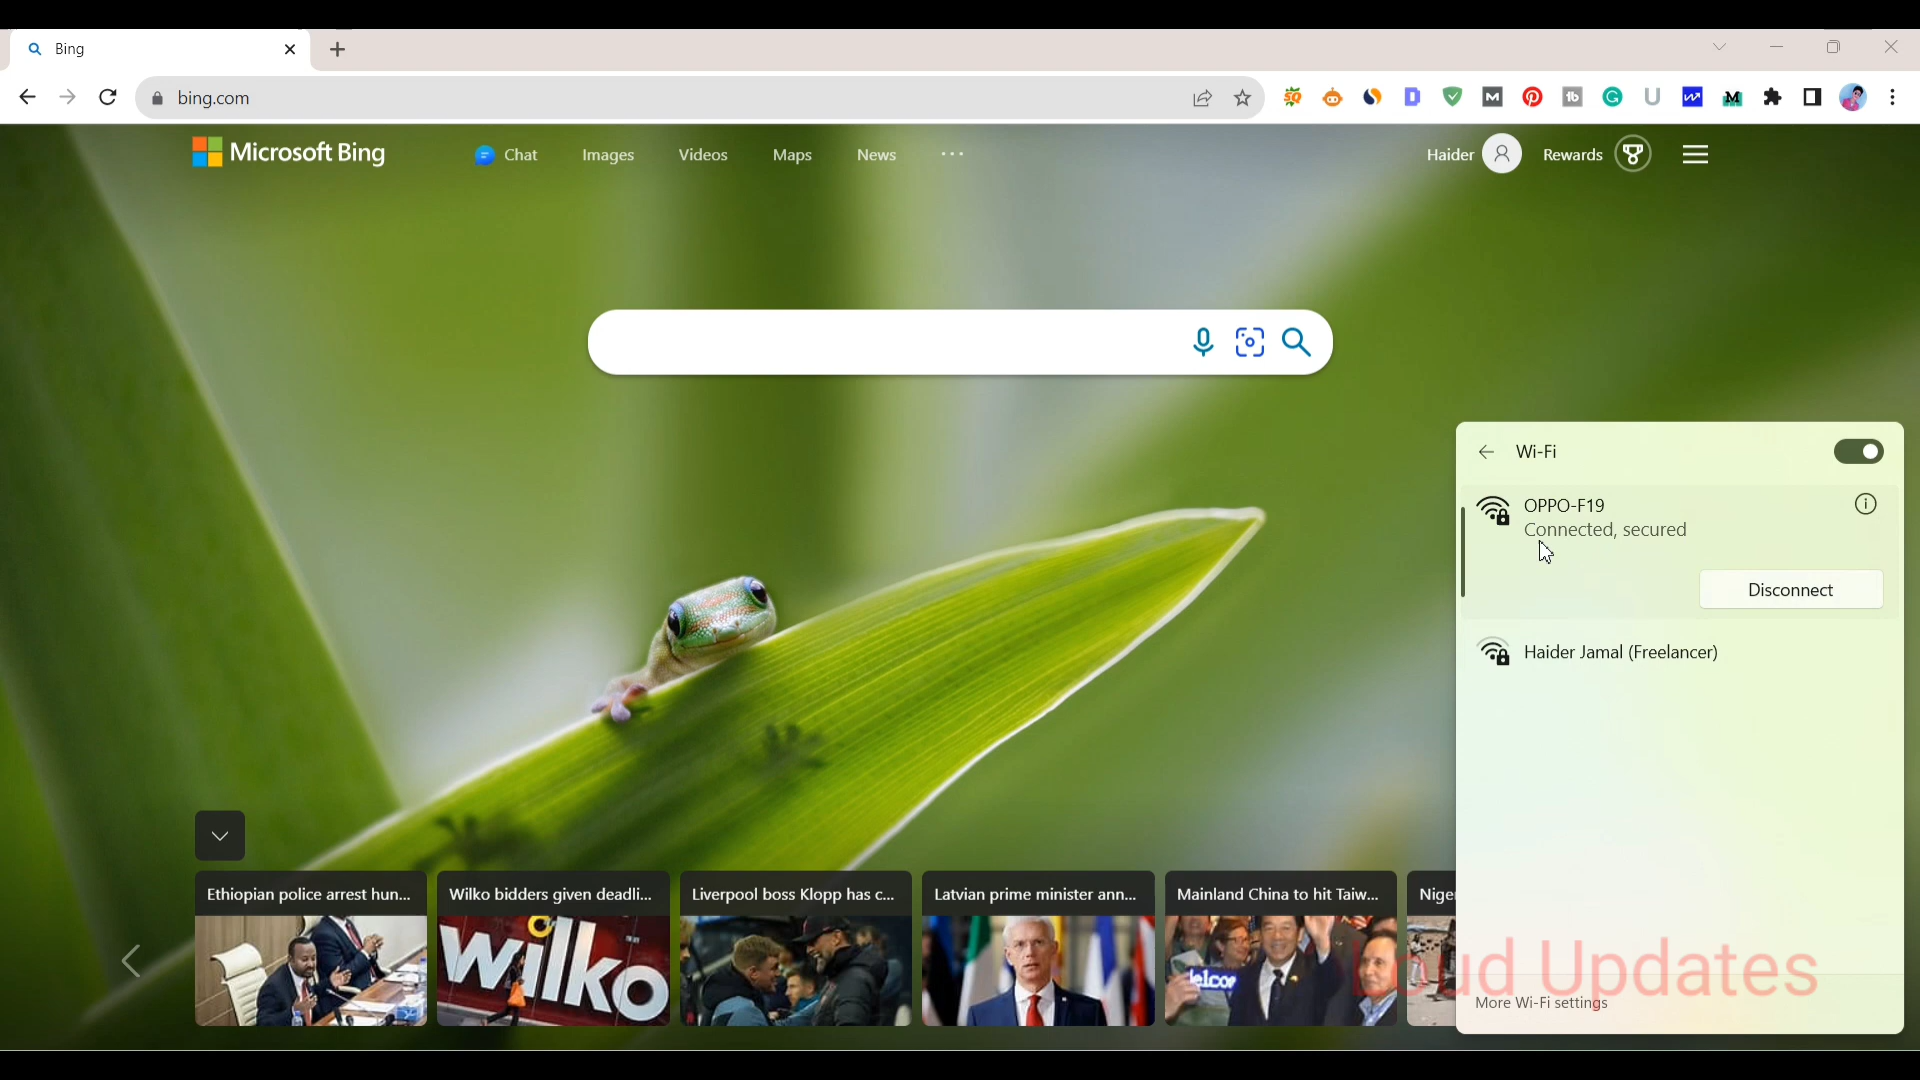 Bing
bing.com
Microsoft Bing
Chat
Images
Videos
Maps
News
Haider
Rewards
Wi-Fi
OPPO-F19
Connected, secured
Disconnect
Haider Jamal (Freelancer)
Ethiopian police arrest hun...
Wilko bidders given deadli...
Liverpool boss Klopp has c...
Latvian prime minister ann...
Mainland China to hit Taiw...
wilko
Updates
More Wi-Fi settings